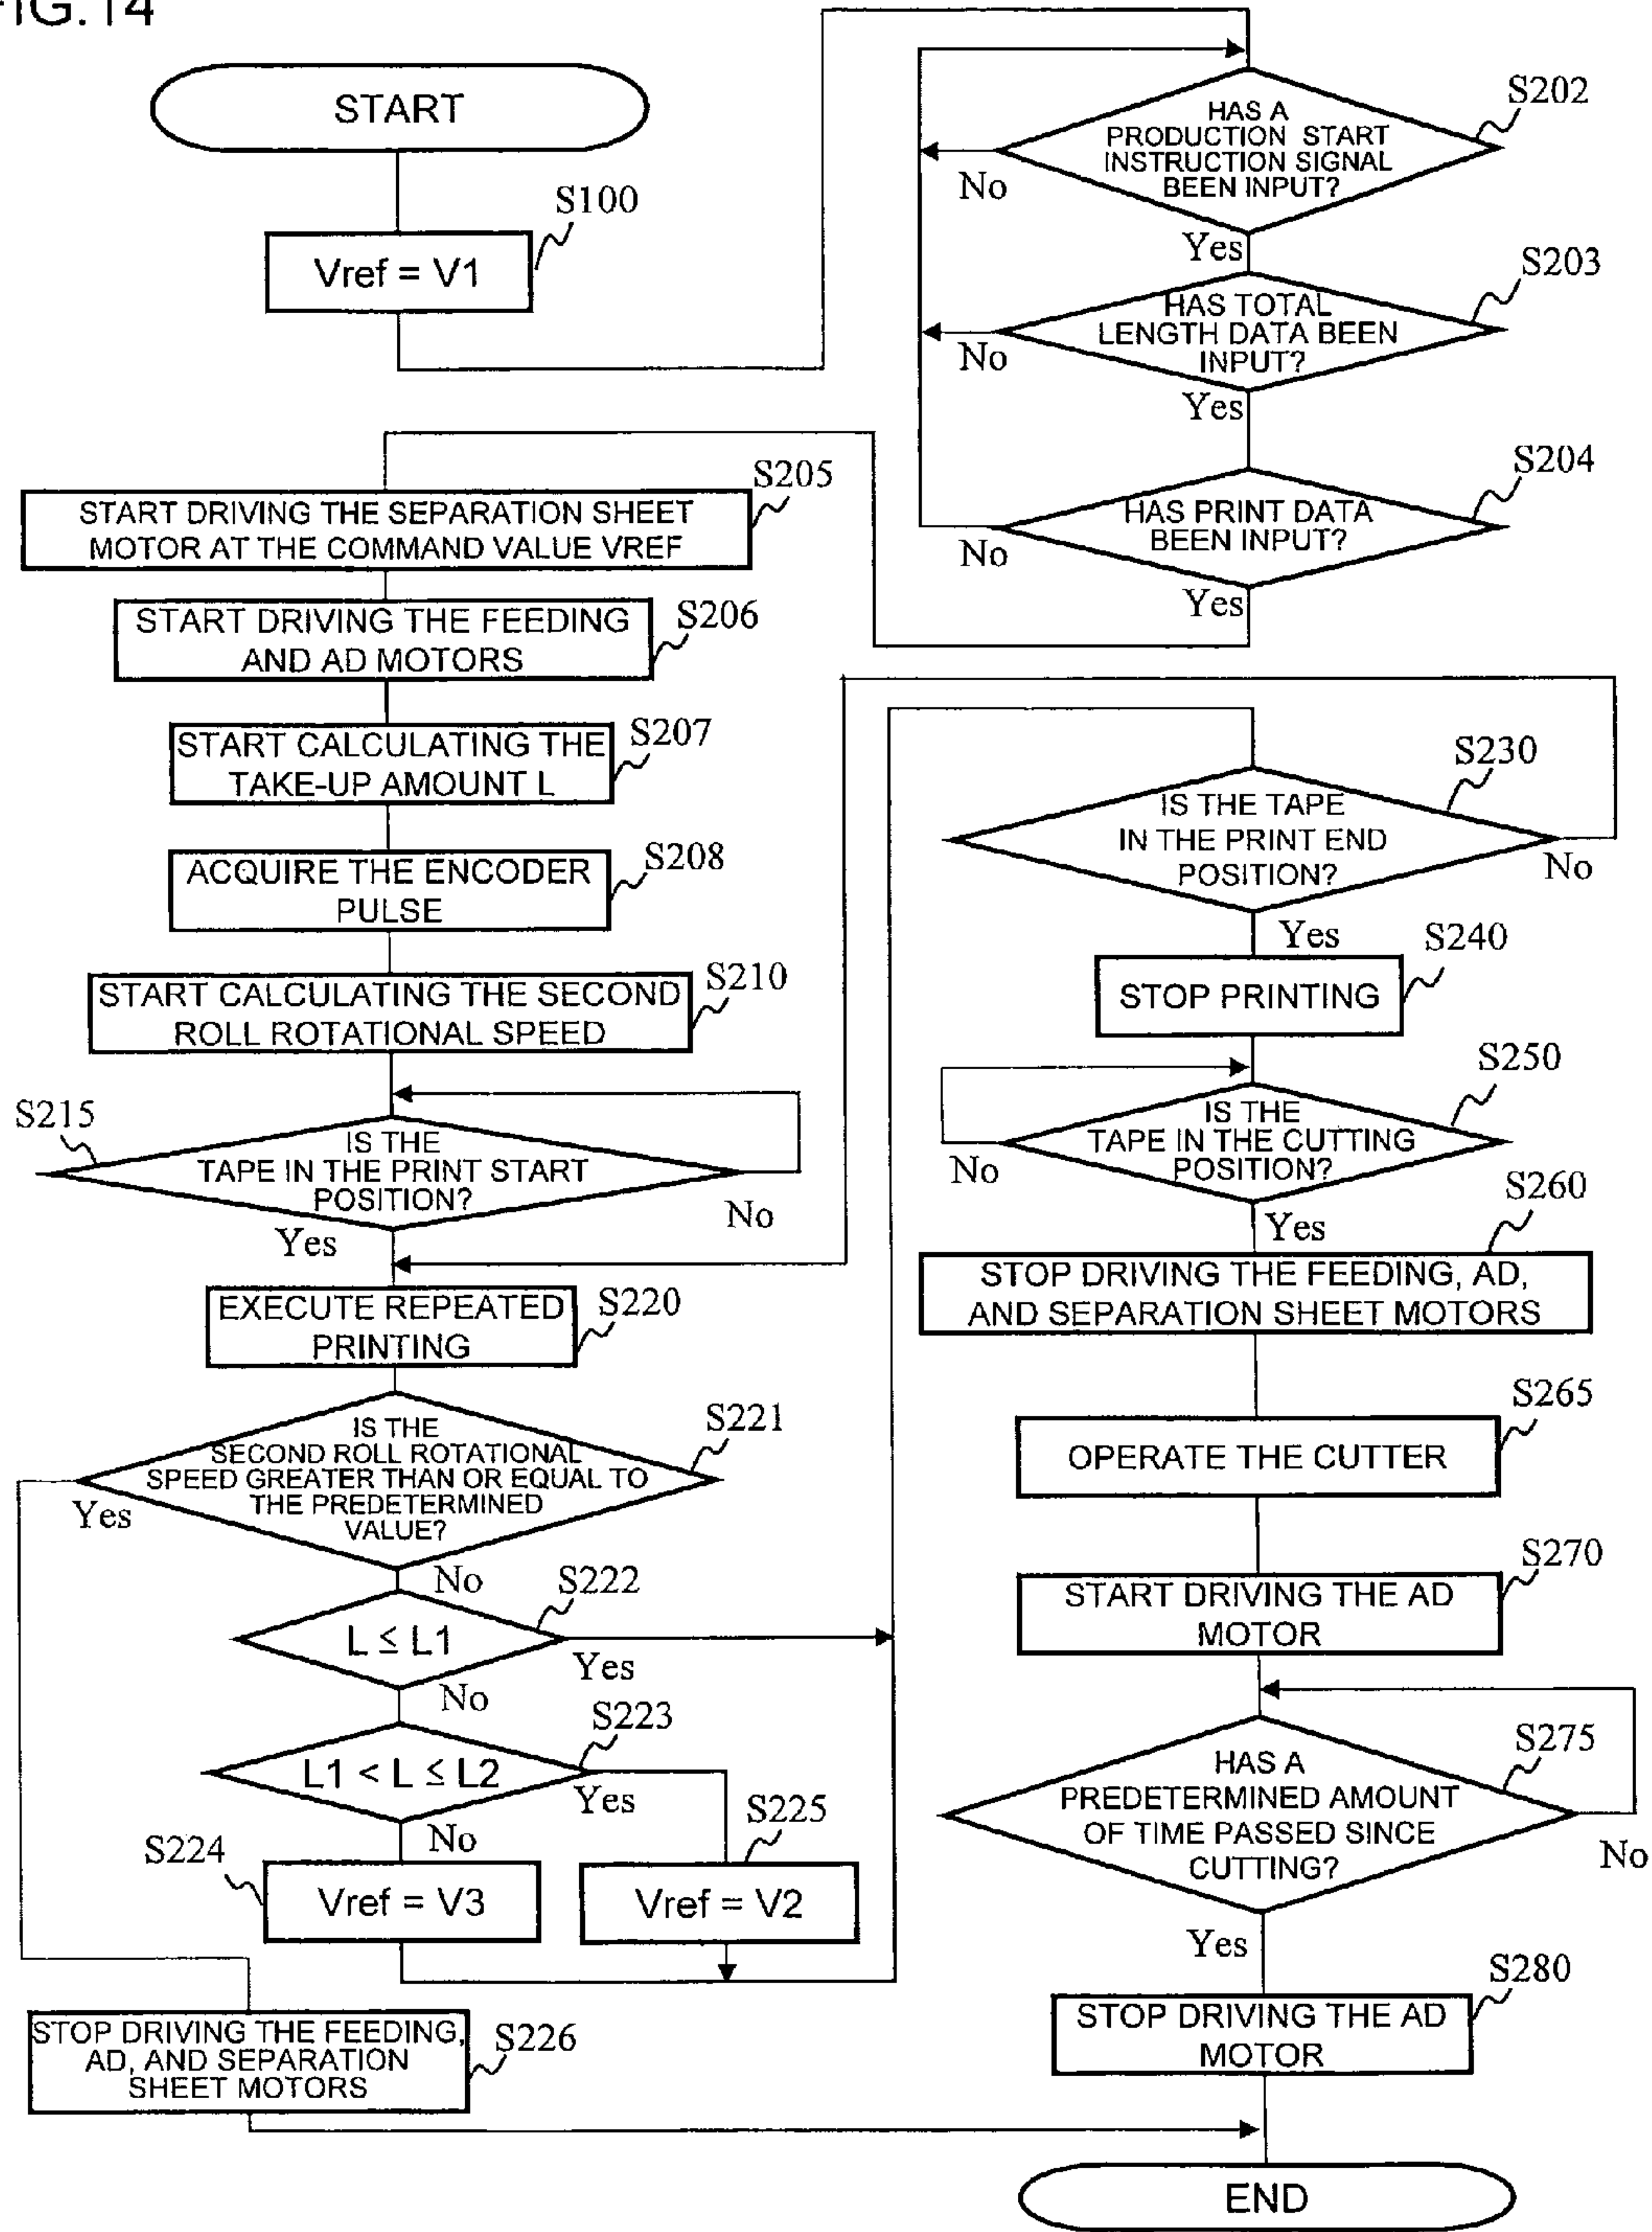 FIG. 14
START
S100
Vref = V1
S202
HAS A
PRODUCTION START
INSTRUCTION SIGNAL
BEEN INPUT?
No
Yes
S203
HAS TOTAL
LENGTH DATA BEEN
INPUT?
No
Yes
S204
HAS PRINT DATA
BEEN INPUT?
No
Yes
S205
START DRIVING THE SEPARATION SHEET
MOTOR AT THE COMMAND VALUE VREF
S206
START DRIVING THE FEEDING
AND AD MOTORS
S207
START CALCULATING THE
TAKE-UP AMOUNT L
S208
ACQUIRE THE ENCODER
PULSE
S210
START CALCULATING THE SECOND
ROLL ROTATIONAL SPEED
S215
IS THE
TAPE IN THE PRINT START
POSITION?
No
Yes
S220
EXECUTE REPEATED
PRINTING
S221
IS THE
SECOND ROLL ROTATIONAL
SPEED GREATER THAN OR EQUAL TO
THE PREDETERMINED
VALUE?
Yes
No
S222
L ≤ L1
Yes
No
S223
L1 < L ≤ L2
Yes
No
S224
Vref = V3
S225
Vref = V2
STOP DRIVING THE FEEDING,
AD, AND SEPARATION
SHEET MOTORS
S226
S230
IS THE TAPE
IN THE PRINT END
POSITION?
No
Yes
S240
STOP PRINTING
S250
IS THE
TAPE IN THE CUTTING
POSITION?
No
Yes
S260
STOP DRIVING THE FEEDING, AD,
AND SEPARATION SHEET MOTORS
S265
OPERATE THE CUTTER
S270
START DRIVING THE AD
MOTOR
S275
HAS A
PREDETERMINED AMOUNT
OF TIME PASSED SINCE
CUTTING?
No
Yes
S280
STOP DRIVING THE AD
MOTOR
END